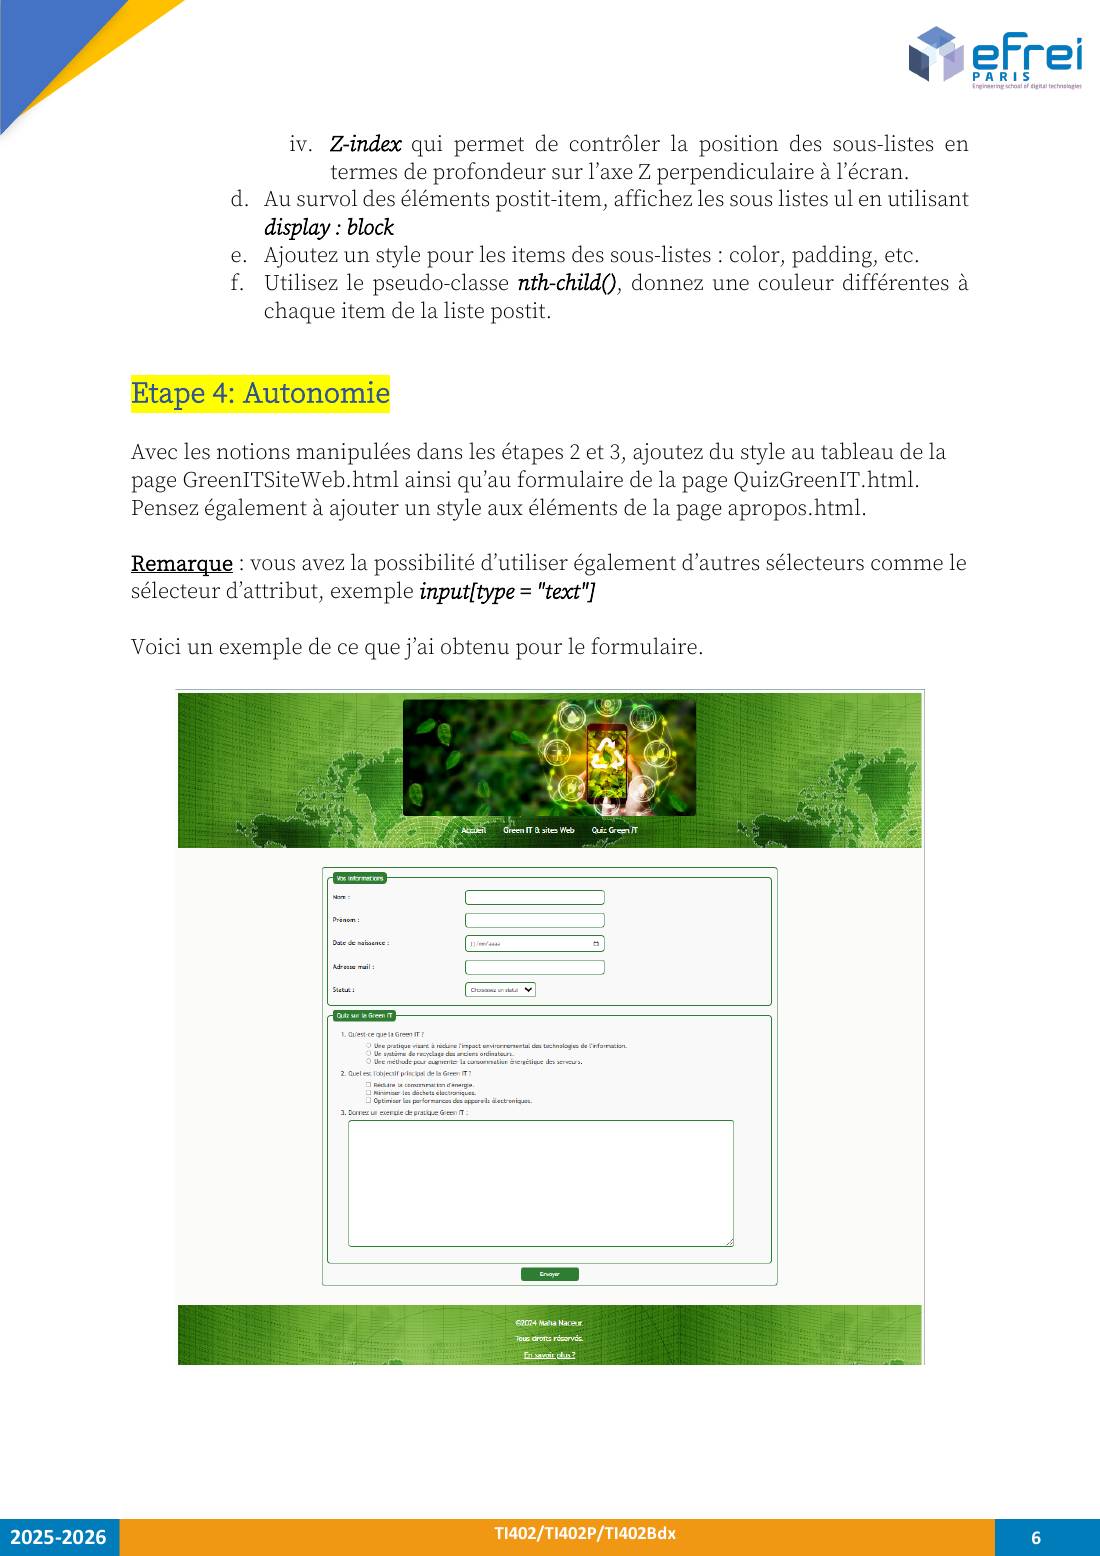 efrei
PARIS
Engineering school of digital technologies
iv. Z-index qui permet de contrôler la position des sous-listes en
termes de profondeur sur l’axe Z perpendiculaire à l’écran.
d. Au survol des éléments postit-item, affichez les sous listes ul en utilisant
display : block
e. Ajoutez un style pour les items des sous-listes : color, padding, etc.
f. Utilisez le pseudo-classe nth-child(), donnez une couleur différentes à
chaque item de la liste postit.
Etape 4: Autonomie
Avec les notions manipulées dans les étapes 2 et 3, ajoutez du style au tableau de la
page GreenITSiteWeb.html ainsi qu’au formulaire de la page QuizGreenIT.html.
Pensez également à ajouter un style aux éléments de la page apropos.html.
Remarque : vous avez la possibilité d’utiliser également d’autres sélecteurs comme le
sélecteur d’attribut, exemple input[type = "text"]
Voici un exemple de ce que j’ai obtenu pour le formulaire.
Accueil Green IT & sites Web Quiz Green IT
Vos informations
Nom :
Prénom :
Date de naissance : jj/mm/aaaa
Adresse mail :
Statut : Choisissez un statut
Quiz sur la Green IT
1. Qu'est-ce que la Green IT ?
Une pratique visant à réduire l'impact environnemental des technologies de l'information.
Un système de recyclage des anciens ordinateurs.
Une méthode pour augmenter la consommation énergétique des serveurs.
2. Quel est l'objectif principal de la Green IT ?
Réduire la consommation d'énergie.
Minimiser les déchets électroniques.
Optimiser les performances des appareils électroniques.
3. Donnez un exemple de pratique Green IT :
Envoyer
©2024 Maha Naceur.
Tous droits réservés.
En savoir plus?
2025-2026 TI402/TI402P/TI402Bdx 6